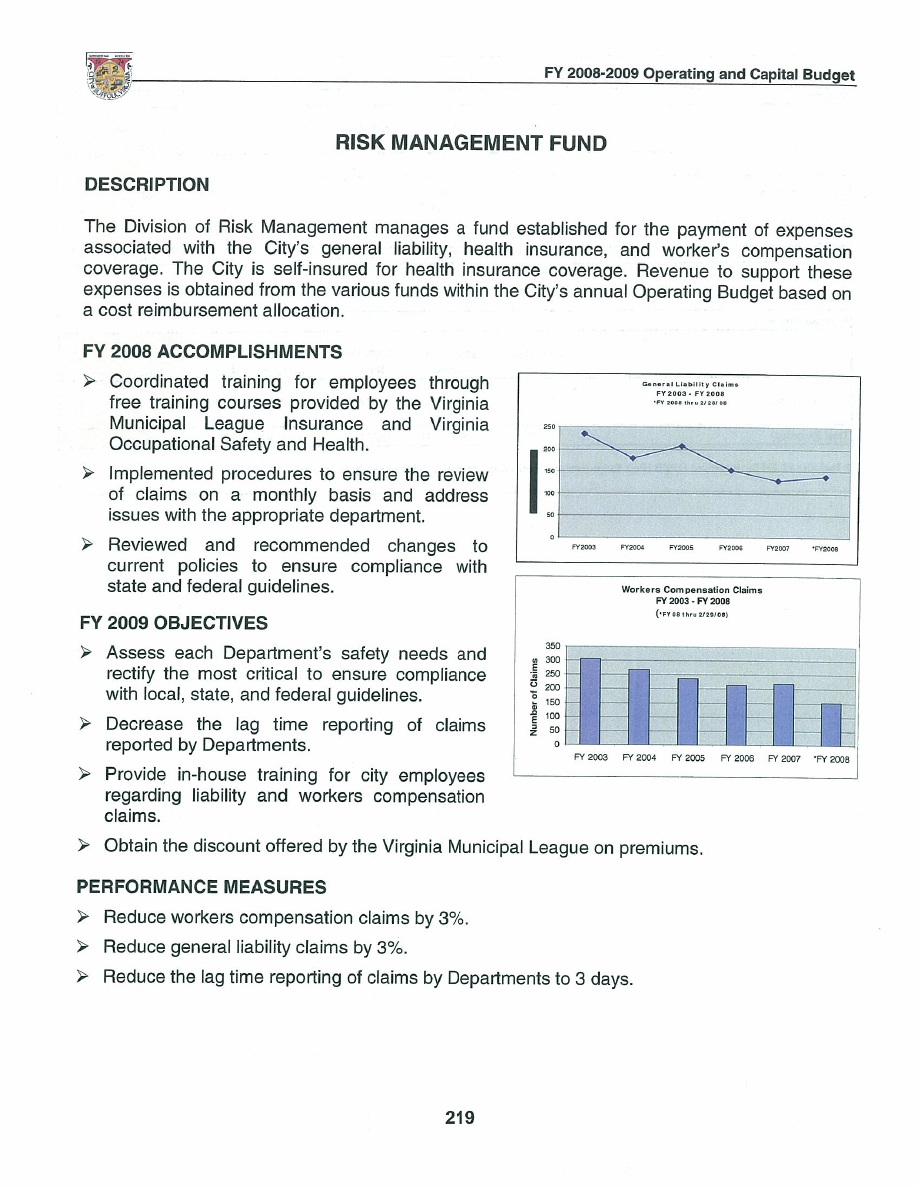 FY 2008-2009 Operating and Capital Budget
RISK MANAGEMENT FUND
DESCRIPTION
The Division of Risk Management manages a fund established for the payment of expenses
associated with the City's general liability, health insurance, and worker's compensation
coverage. The City is self-insured for health insurance coverage. Revenue to support these
expenses is obtained from the various funds within the City's annual Operating Budget based on
a cost reimbursement allocation.
FY 2008 ACCOMPLISHMENTS
➢ Coordinated training for employees through
free training courses provided by the Virginia
Municipal League Insurance and Virginia
Occupational Safety and Health.
➢ Implemented procedures to ensure the review
of claims on a monthly basis and address
issues with the appropriate department.
➢ Reviewed and recommended changes to
current policies to ensure compliance with
state and federal guidelines.
General Liability Claims
FY 2003 - FY 2008
*FY 2008 thru 2/28/08
250
200
150
100
50
0
FY2003 FY2004 FY2005 FY2006 FY2007 *FY2008
FY 2009 OBJECTIVES
➢ Assess each Department's safety needs and
rectify the most critical to ensure compliance
with local, state, and federal guidelines.
➢ Decrease the lag time reporting of claims
reported by Departments.
➢ Provide in-house training for city employees
regarding liability and workers compensation
claims.
➢ Obtain the discount offered by the Virginia Municipal League on premiums.
Workers Compensation Claims
FY 2003 - FY 2008
(*FY 08 thru 2/29/08)
Number of Claims
350
300
250
200
150
100
50
0
FY 2003 FY 2004 FY 2005 FY 2006 FY 2007 *FY 2008
PERFORMANCE MEASURES
➢ Reduce workers compensation claims by 3%.
➢ Reduce general liability claims by 3%.
➢ Reduce the lag time reporting of claims by Departments to 3 days.
219